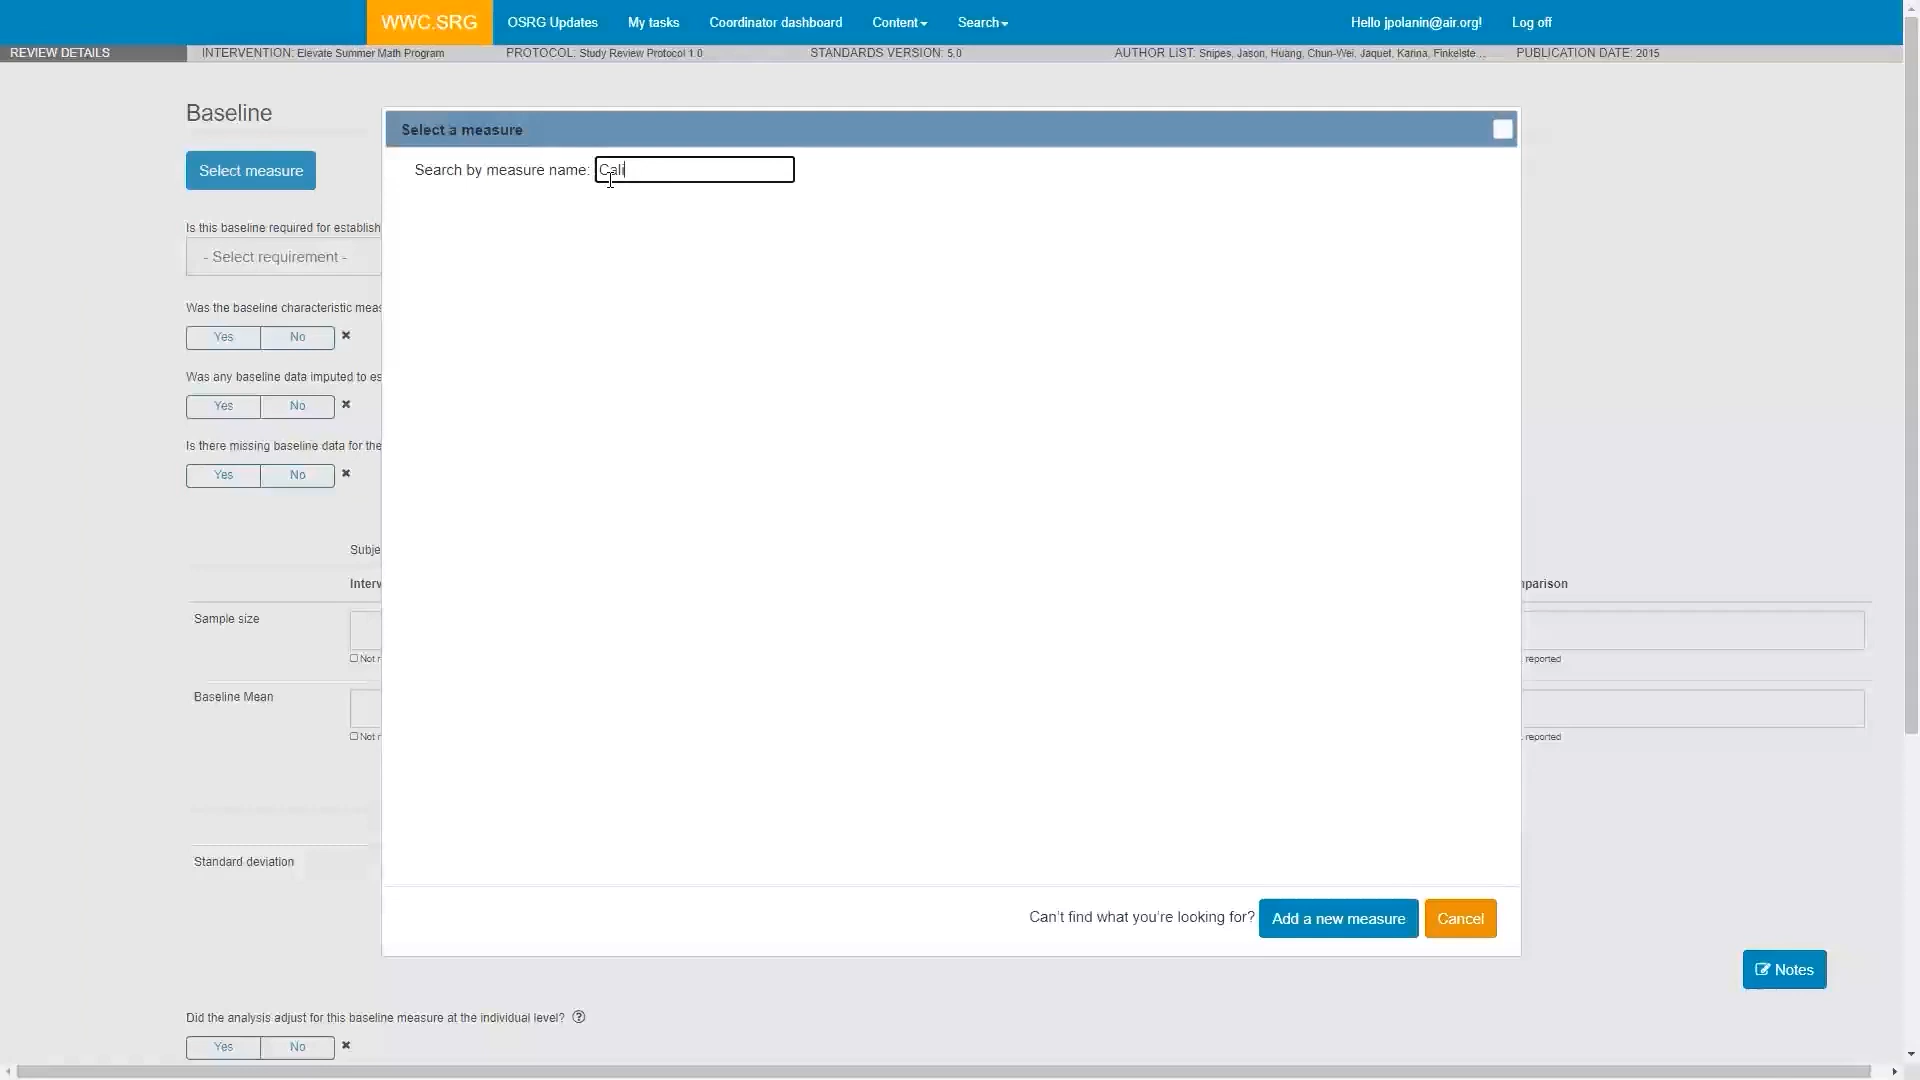 WWC.SRG OSRG Updates My tasks Coordinator dashboard Content Search Hello jpolanin@air.org! Log off
REVIEW DETAILS INTERVENTION: Elevate Summer Math Program PROTOCOL: Study Review Protocol 1.0 STANDARDS VERSION: 5.0 AUTHOR LIST: Snipes, Jason, Huang, Chun-Wei, Jaquet, Karina, Finkelste... PUBLICATION DATE: 2015
Baseline
Select a measure
Search by measure name: Cali
Select measure
Is this baseline required for establish
- Select requirement -
Was the baseline characteristic meas
Yes No
Was any baseline data imputed to es
Yes No
Is there missing baseline data for the
Yes No
Subje
Interv parison
Sample size
Not r reported
Baseline Mean
Not r reported
Standard deviation
Can't find what you're looking for? Add a new measure Cancel
Notes
Did the analysis adjust for this baseline measure at the individual level?
Yes No